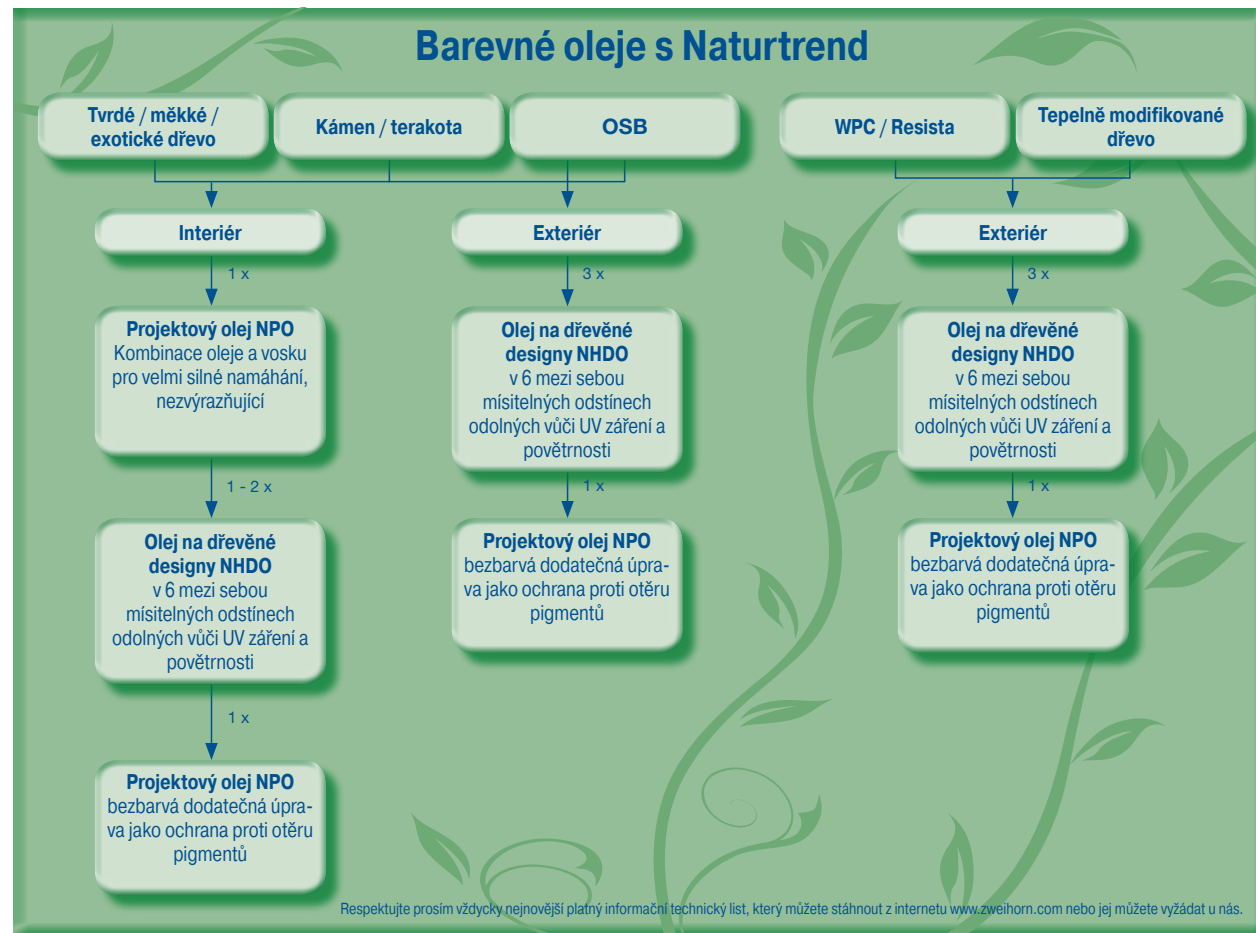 Barevné oleje s Naturtrend
Tvrdé / měkké /
exotické dřevo
Kámen / terakota
OSB
WPC / Resista
Tepelně modifikované
dřevo
Interiér
1 x
Projektový olej NPO
Kombinace oleje a vosku
pro velmi silné namáhání,
nezvýrazňující
1 - 2 x
Olej na dřevěné
designy NHDO
v 6 mezi sebou
mísitelných odstínech
odolných vůči UV záření a
povětrnosti
1 x
Projektový olej NPO
bezbarvá dodatečná úpra-
va jako ochrana proti otěru
pigmentů
Exteriér
3 x
Olej na dřevěné
designy NHDO
v 6 mezi sebou
mísitelných odstínech
odolných vůči UV záření a
povětrnosti
1 x
Projektový olej NPO
bezbarvá dodatečná úpra-
va jako ochrana proti otěru
pigmentů
Exteriér
3 x
Olej na dřevěné
designy NHDO
v 6 mezi sebou
mísitelných odstínech
odolných vůči UV záření a
povětrnosti
1 x
Projektový olej NPO
bezbarvá dodatečná úpra-
va jako ochrana proti otěru
pigmentů
Respektujte prosím vždycky nejnovější platný informační technický list, který můžete stáhnout z internetu www.zweihorn.com nebo jej můžete vyžádat u nás.